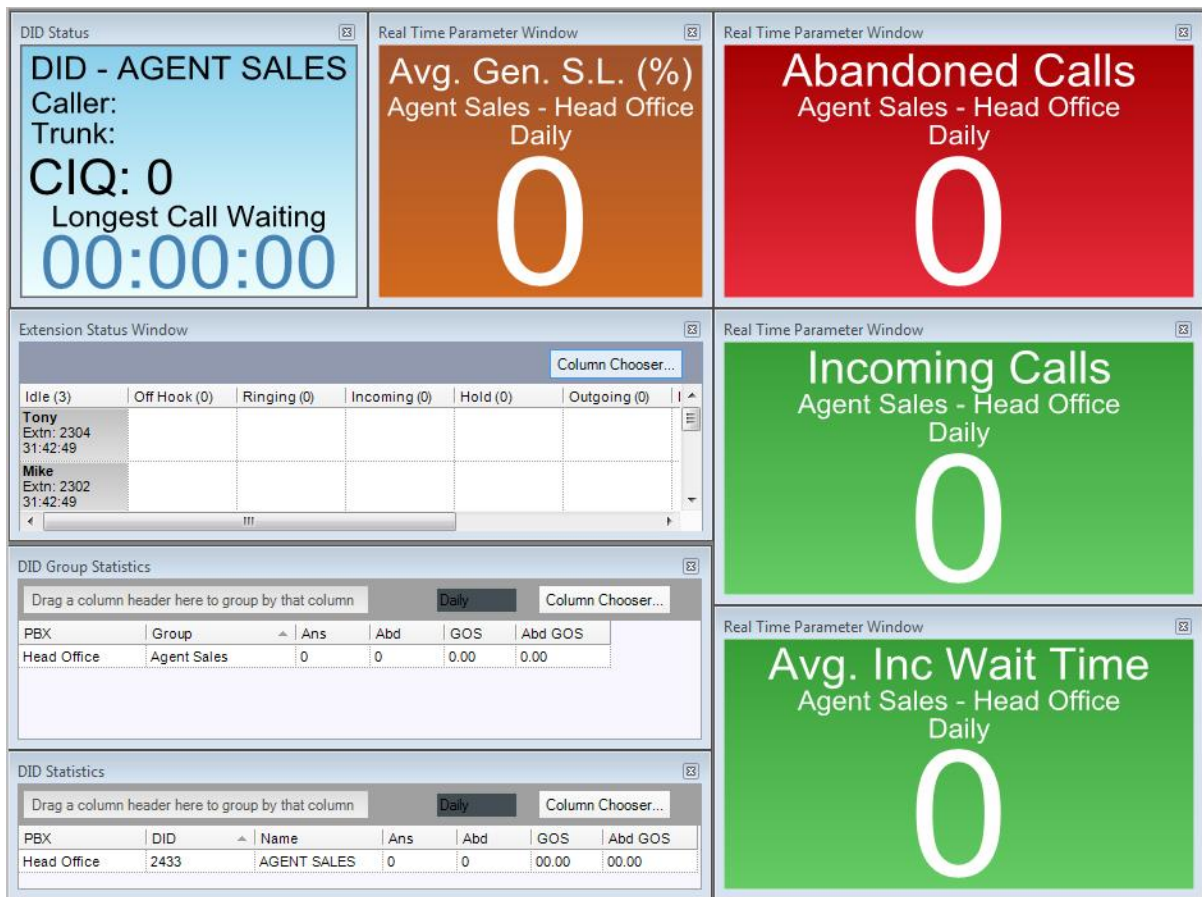 DID Status
DID - AGENT SALES
Caller:
Trunk:
CIQ: 0
Longest Call Waiting
00:00:00
Real Time Parameter Window
Avg. Gen. S.L. (%)
Agent Sales - Head Office
Daily
0
Real Time Parameter Window
Abandoned Calls
Agent Sales - Head Office
Daily
0
Extension Status Window
Column Chooser...
Idle (3) Off Hook (0) Ringing (0) Incoming (0) Hold (0) Outgoing (0)
Tony
Extn: 2304
31:42:49
Mike
Extn: 2302
31:42:49
Real Time Parameter Window
Incoming Calls
Agent Sales - Head Office
Daily
0
DID Group Statistics
Drag a column header here to group by that column Daily Column Chooser...
PBX Group Ans Abd GOS Abd GOS
Head Office Agent Sales 0 0 0.00 0.00
Real Time Parameter Window
Avg. Inc Wait Time
Agent Sales - Head Office
Daily
0
DID Statistics
Drag a column header here to group by that column Daily Column Chooser...
PBX DID Name Ans Abd GOS Abd GOS
Head Office 2433 AGENT SALES 0 0 00.00 00.00